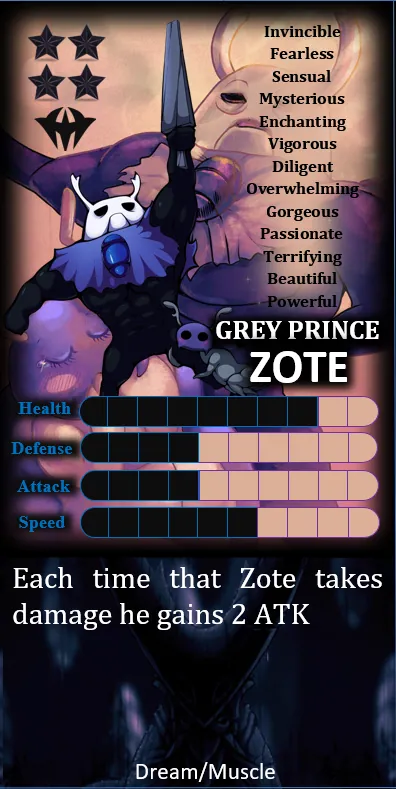 Invincible
Fearless
Sensual
Mysterious
Enchanting
Vigorous
Diligent
Overwhelming
Gorgeous
Passionate
Terrifying
Beautiful
Powerful
GREY PRINCE
ZOTE
Health
Defense
Attack
Speed
Each time that Zote takes
damage he gains 2 ATK
Dream/Muscle